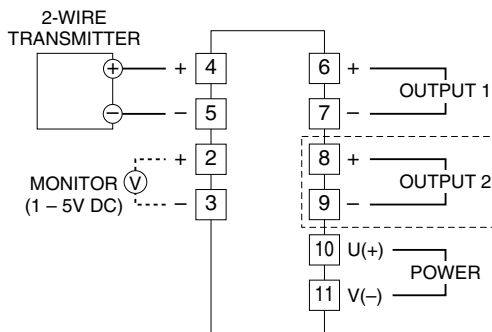 2-WIRE
TRANSMITTER
+ + 4 6 + OUTPUT 1
− − 5 7 −
MONITOR
(1 – 5V DC) V + 2 8 + OUTPUT 2
− 3 9 −
10 U(+) POWER
11 V(−)